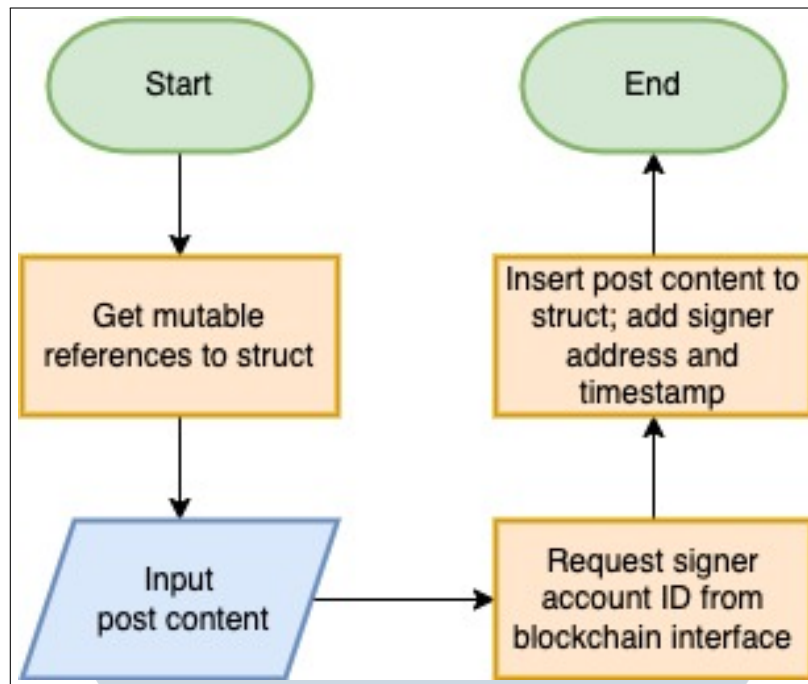 Start
Get mutable
references to struct
Input
post content
Request signer
account ID from
blockchain interface
Insert post content to
struct; add signer
address and
timestamp
End